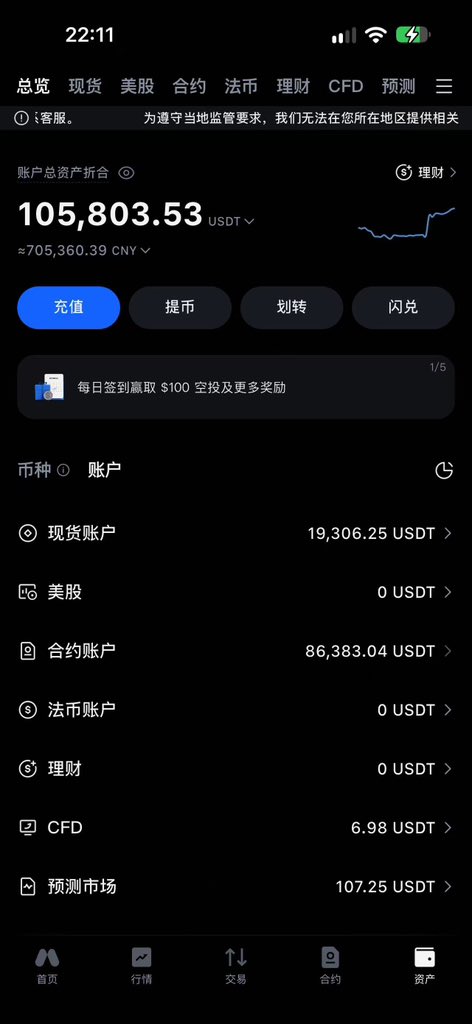 22:11
总览 现货 美股 合约 法币 理财 CFD 预测
系客服。 为遵守当地监管要求，我们无法在您所在地区提供相关
账户总资产折合 理财
105,803.53 USDT
≈705,360.39 CNY
充值 提币 划转 闪兑
1/5
每日签到赢取 $100 空投及更多奖励
币种 账户
现货账户 19,306.25 USDT
美股 0 USDT
合约账户 86,383.04 USDT
法币账户 0 USDT
理财 0 USDT
CFD 6.98 USDT
预测市场 107.25 USDT
首页 行情 交易 合约 资产